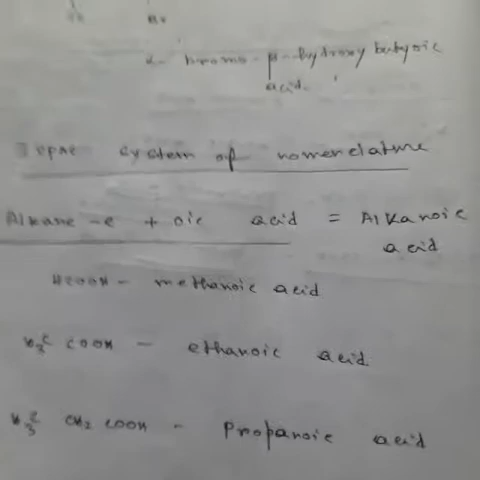 α - bromo - β - hydroxy butyoic
acid.
IUPAC system of nomenclature
Alkane - e + oic acid = Alkanoic
acid
HCOOH - methanoic acid
H₃C COOH - ethanoic acid
H₃C CH₂ COOH - Propanoic acid